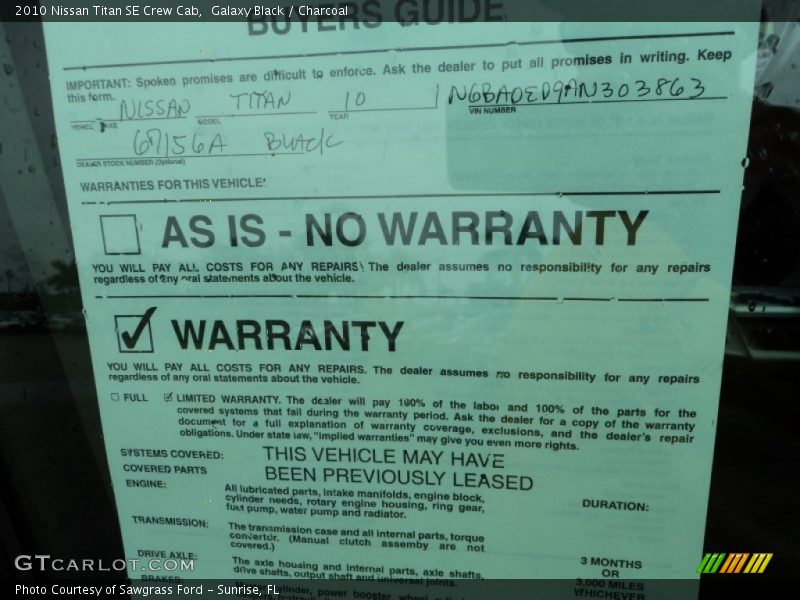 2010 Nissan Titan SE Crew Cab,  Galaxy Black / Charcoal
BUYERS GUIDE
IMPORTANT: Spoken promises are difficult to enforce. Ask the dealer to put all promises in writing. Keep
this form.
NISSAN TITAN 10 1N6BA0ED9AN303863
VEHICLE MAKE MODEL YEAR VIN NUMBER
67156A Black
DEALER STOCK NUMBER (Optional)
WARRANTIES FOR THIS VEHICLE:
AS IS - NO WARRANTY
YOU WILL PAY ALL COSTS FOR ANY REPAIRS. The dealer assumes no responsibility for any repairs
regardless of any oral statements about the vehicle.
✓ WARRANTY
YOU WILL PAY ALL COSTS FOR ANY REPAIRS. The dealer assumes no responsibility for any repairs
regardless of any oral statements about the vehicle.
☐ FULL ☑ LIMITED WARRANTY. The dealer will pay 100% of the labor and 100% of the parts for the
covered systems that fail during the warranty period. Ask the dealer for a copy of the warranty
document for a full explanation of warranty coverage, exclusions, and the dealer's repair
obligations. Under state law, "implied warranties" may give you even more rights.
SYSTEMS COVERED: THIS VEHICLE MAY HAVE
COVERED PARTS BEEN PREVIOUSLY LEASED
ENGINE: All lubricated parts, intake manifolds, engine block,
cylinder needs, rotary engine housing, ring gear,
fuel pump, water pump and radiator.
DURATION:
TRANSMISSION: The transmission case and all internal parts, torque
convertor. (Manual clutch assemby are not
covered.)
DRIVE AXLE: The axle housing and internal parts, axle shafts,
drive shafts, output shaft and universal joints.
3 MONTHS
OR
3,000 MILES
WHICHEVER
BRAKES: cylinder, power booster, wheel
GTCARLOT.COM
Photo Courtesy of Sawgrass Ford - Sunrise, FL